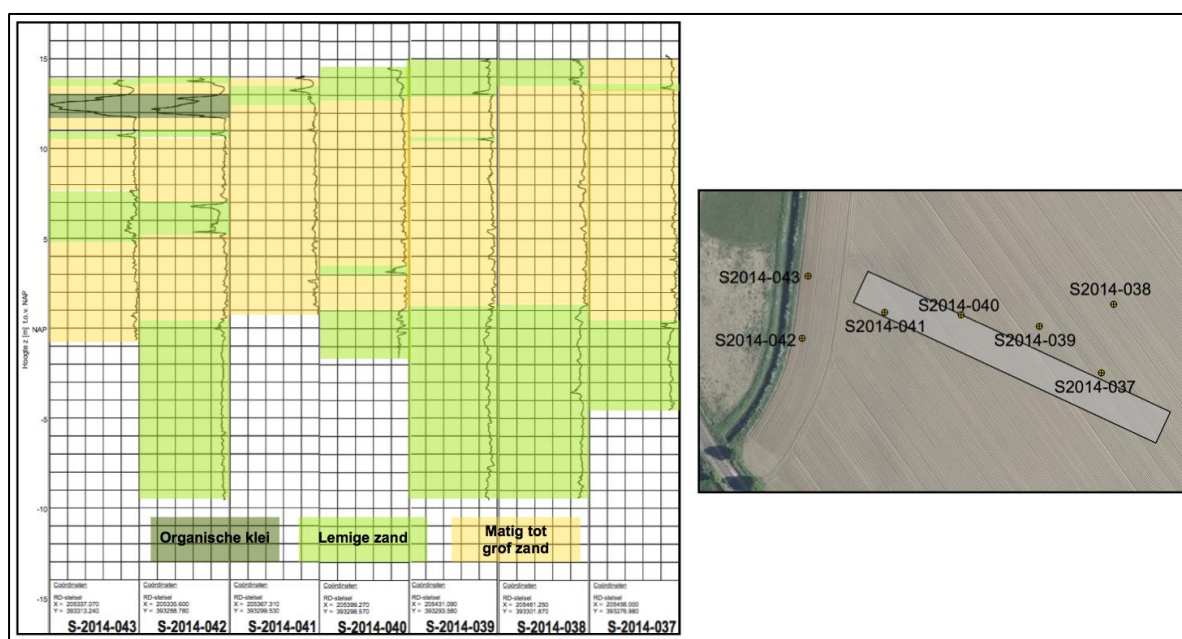 15
10
5
Hoogte z [m] t.o.v. NAP
NAP
-5
-10
-15
Organische klei
Lemige zand
Matig tot
grof zand
Coördinaten
RD-stelsel
X = 205337.070
Y = 393313.240
S-2014-043
Coördinaten
RD-stelsel
X = 205335.600
Y = 393288.780
S-2014-042
Coördinaten
RD-stelsel
X = 205367.310
Y = 393299.530
S-2014-041
Coördinaten
RD-stelsel
X = 205399.270
Y = 393298.570
S-2014-040
Coördinaten
RD-stelsel
X = 205431.090
Y = 393293.580
S-2014-039
Coördinaten
RD-stelsel
X = 205461.250
Y = 393301.870
S-2014-038
Coördinaten
RD-stelsel
X = 205456.000
Y = 393276.980
S-2014-037
S2014-043
S2014-042
S2014-041
S2014-040
S2014-039
S2014-038
S2014-037